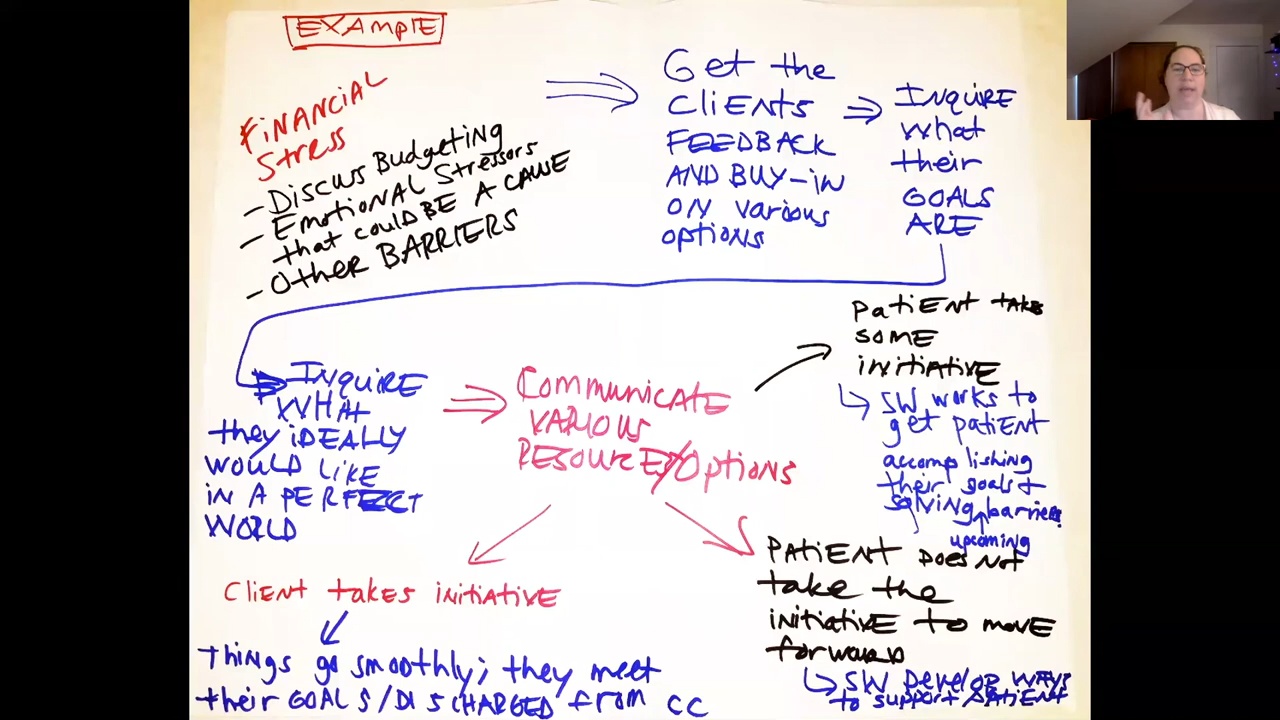 EXAMPLE
FINANCIAL
Stress
- Discuss Budgeting
- Emotional Stressors
that could BE A CAUSE
- Other BARRIERS
Get the
Clients
FEEDBACK
AND BUY-IN
ON various
options
INQUIRE
what
their
GOALS
ARE
INQUIRE
WHAT
they iDEALLY
WOULD LIKE
IN A PERFECT
WORLD
Communicate
VARIOUS
RESOURCES/Options
Patient takes
some
initiative
SW works to
get patient
accomplishing
their goals +
solving barriers
upcoming
Client takes initiative
Things go smoothly; they meet
their GOALS/DISCHARGED from CC
PATIENT DOES NOT
take the
initiative to move
forward
SW Develop WAYS
to support PATIENT